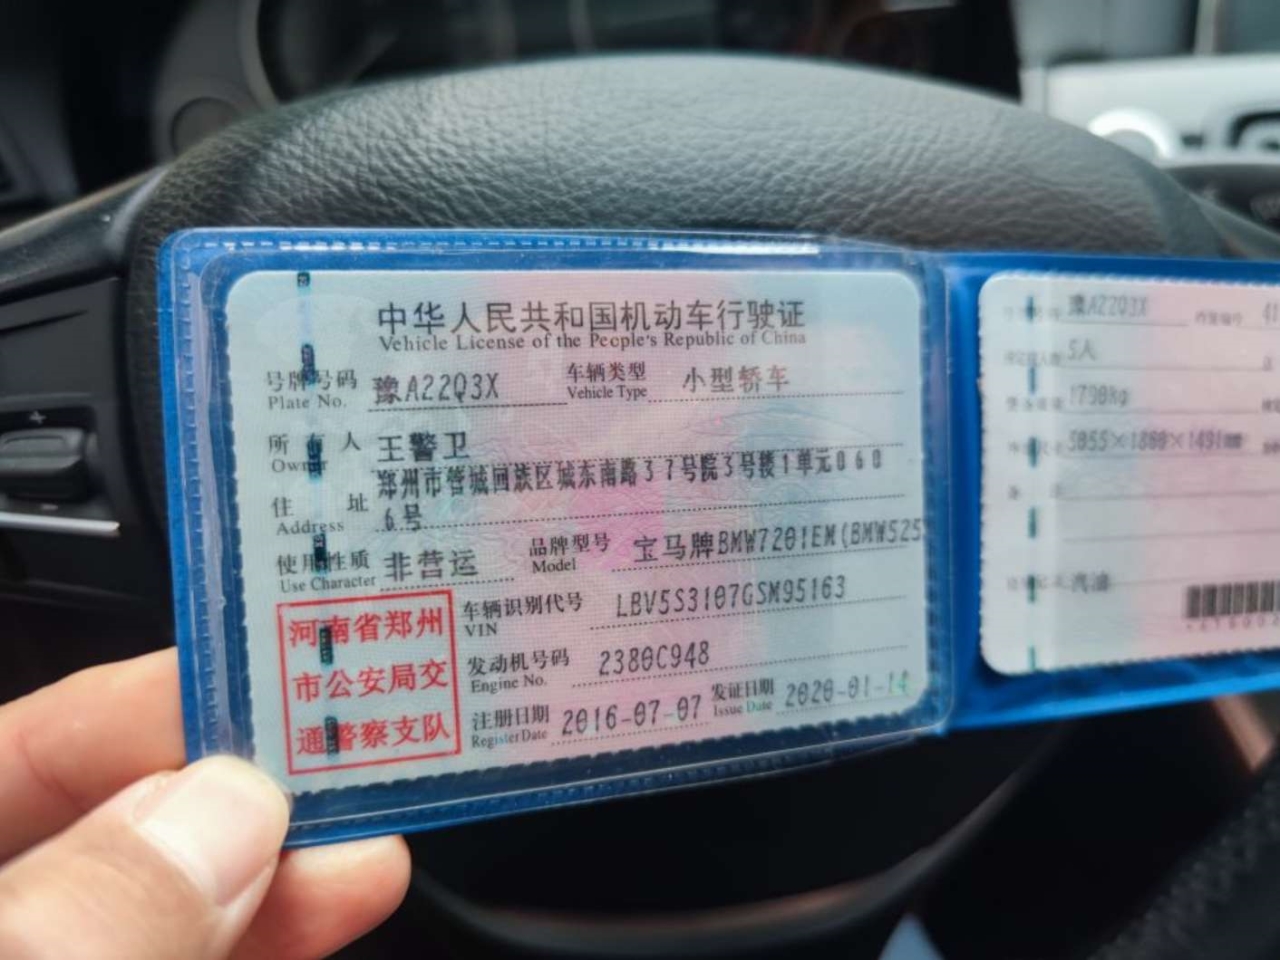 中华人民共和国机动车行驶证
Vehicle License of the People's Republic of China
号牌号码 豫A22Q3X 车辆类型 小型轿车
Plate No. Vehicle Type
所有人 王警卫
Owner
住址 郑州市管城回族区城东南路37号院3号楼1单元060
Address 6号
使用性质 非营运 品牌型号 宝马牌BMW7201EM(BMW525
Use Character Model
河南省郑州
市公安局交
通警察支队
车辆识别代号 LBV5S3107GSM95163
VIN
发动机号码 2380C948
Engine No.
注册日期 2016-07-07 发证日期 2020-01-14
Register Date Issue Date
豫A22Q3X
5人
1790kg
5055×1868×1491mm
汽油